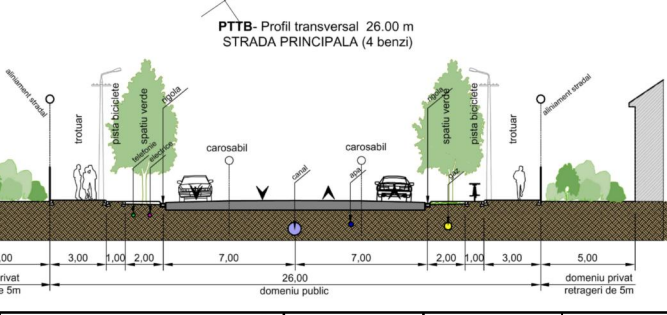 PTTB- Profil transversal 26.00 m
STRADA PRINCIPALA (4 benzi)
aliniament stradal
trotuar
pista biciclete
spatiu verde
rigola
telefonie
electrice
carosabil
canal
carosabil
apa
rigola
spatiu verde
gaz
pista biciclete
trotuar
aliniament stradal
,00 3,00 1,00 2,00 7,00 7,00 2,00 1,00 3,00 5,00
26,00
domeniu public
rivat
e 5m
domeniu privat
retrageri de 5m